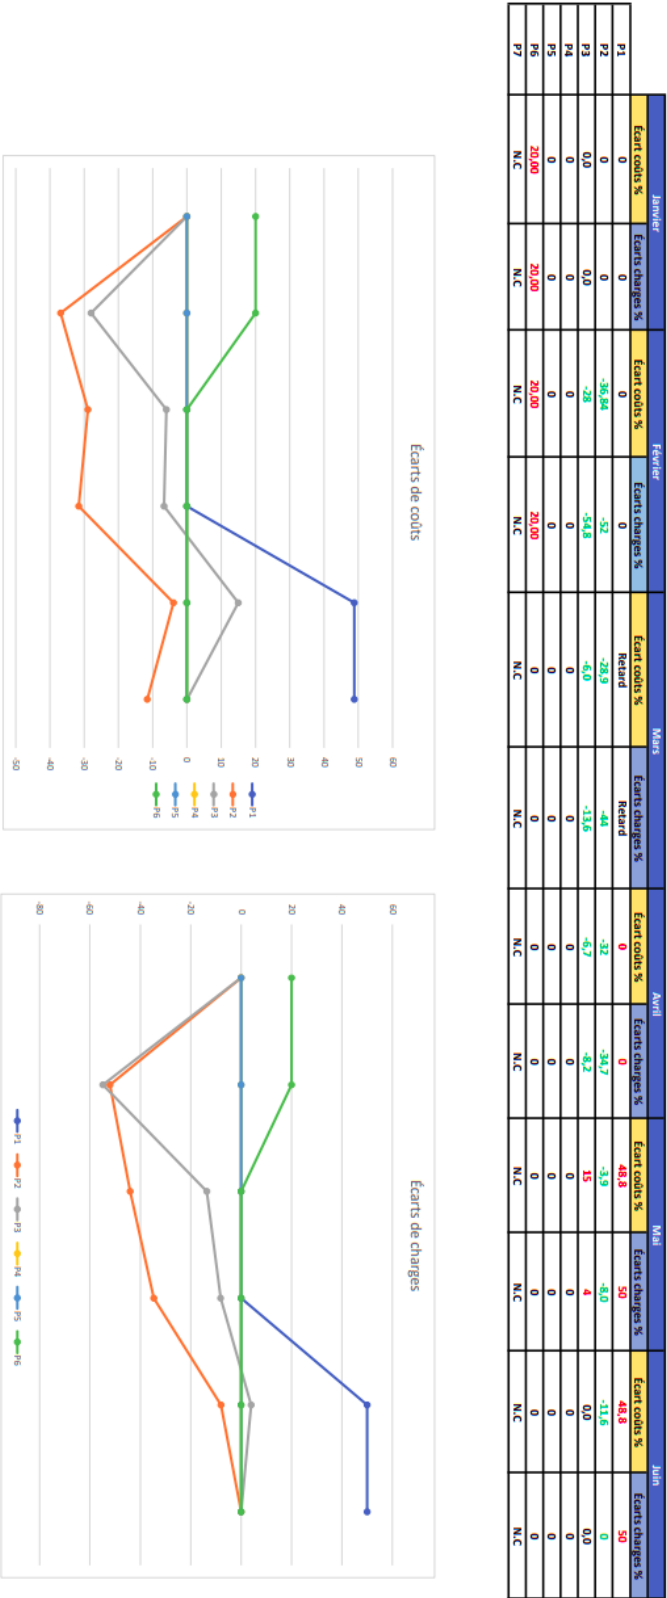 Janvier Février Mars Avril Mai Juin
Écart coûts % Écarts charges % Écart coûts % Écarts charges % Écart coûts % Écarts charges % Écart coûts % Écarts charges % Écart coûts % Écarts charges % Écart coûts % Écarts charges %
P1 0 0 0 0 Retard Retard 0 0 48,8 50 48,8 50
P2 0 0 -36,84 -52 -28,9 -44 -32 -34,7 -3,9 -8,0 -11,6 0
P3 0,0 0,0 -28 -54,8 -6,0 -13,6 -6,7 -8,2 15 4 0,0 0,0
P4 0 0 0 0 0 0 0 0 0 0 0 0
P5 0 0 0 0 0 0 0 0 0 0 0 0
P6 20,00 20,00 20,00 20,00 0 0 0 0 0 0 0 0
P7 N.C N.C N.C N.C N.C N.C N.C N.C N.C N.C N.C N.C
Écarts de coûts
60
50
40
30
20
10
0
-10
-20
-30
-40
-50
P1
P2
P3
P4
P5
P6
Écarts de charges
60
40
20
0
-20
-40
-60
-80
P1 P2 P3 P4 P5 P6